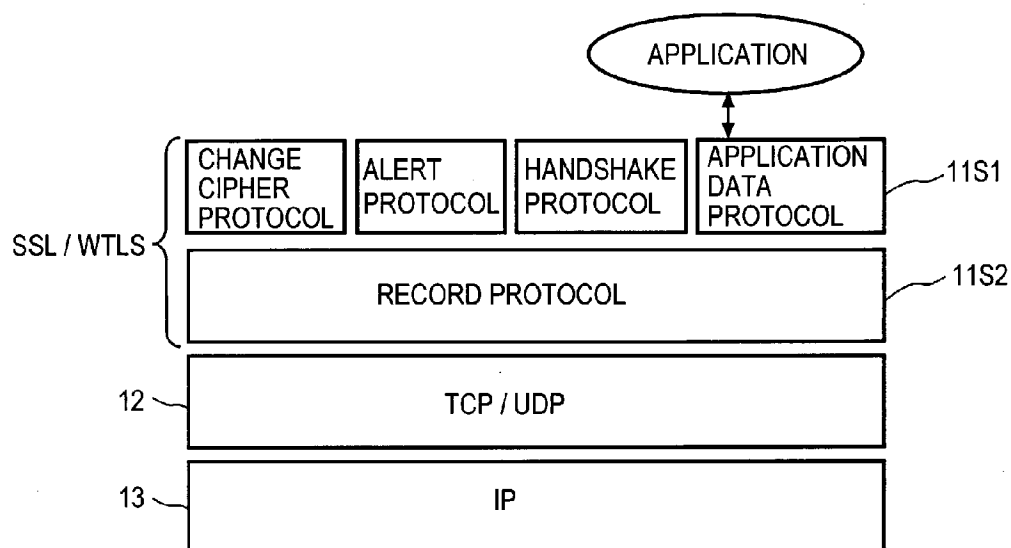 APPLICATION
CHANGE
CIPHER
PROTOCOL
ALERT
PROTOCOL
HANDSHAKE
PROTOCOL
APPLICATION
DATA
PROTOCOL
11S1
SSL / WTLS
RECORD PROTOCOL
11S2
12
TCP / UDP
13
IP